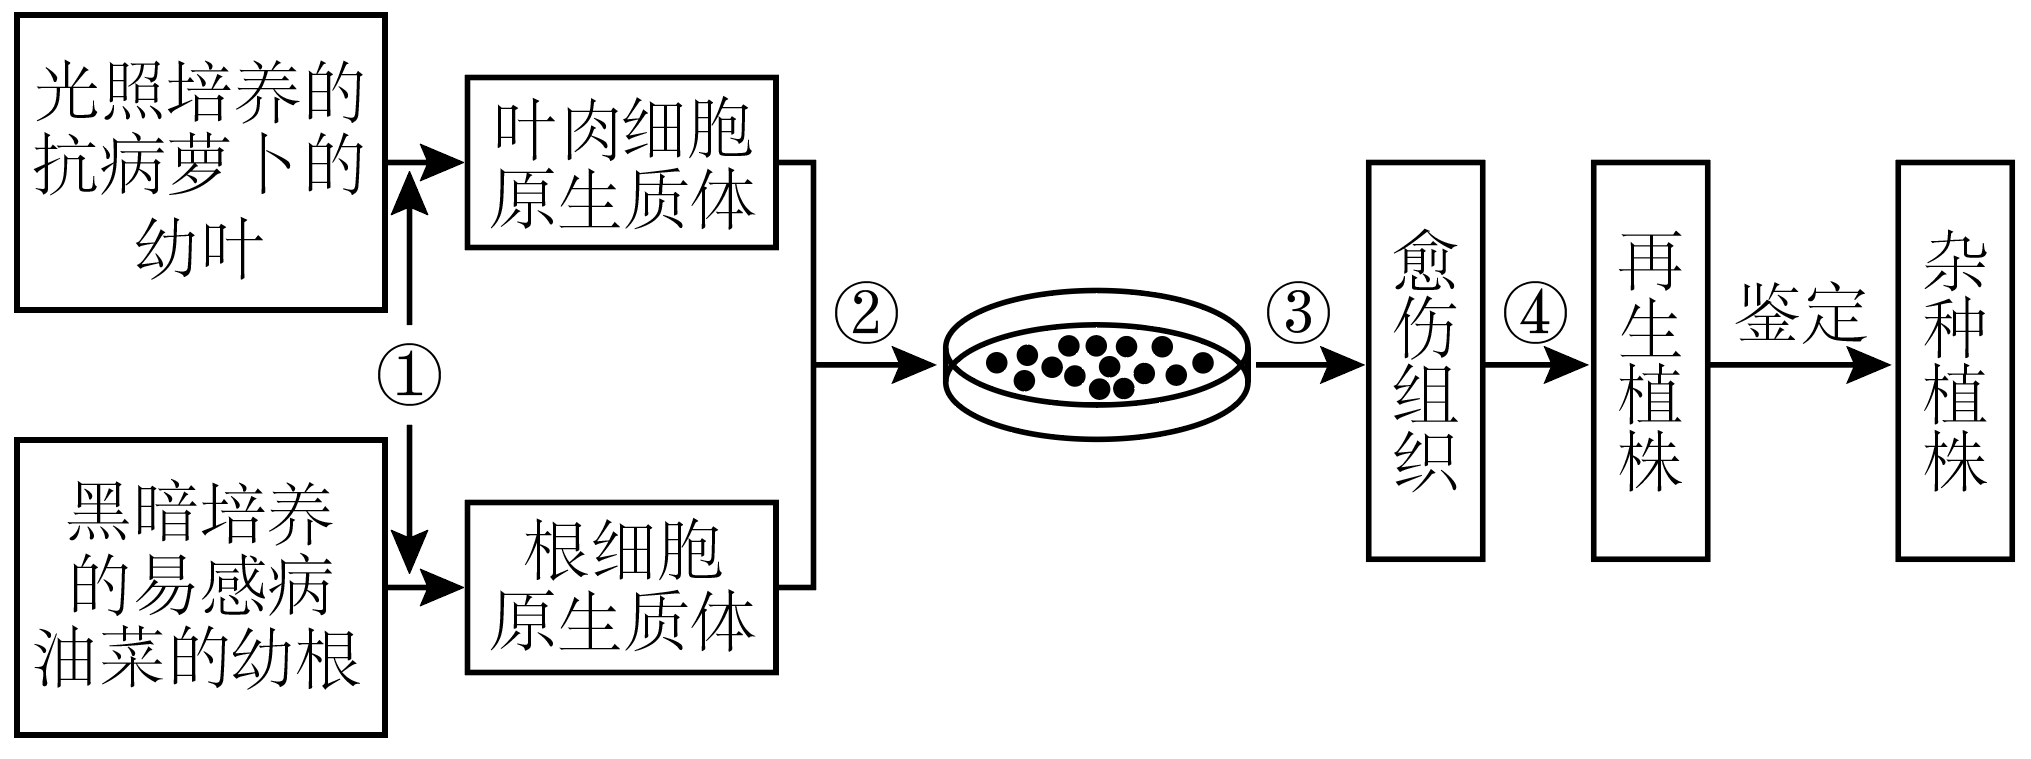 光照培养的
抗病萝卜的
幼叶
叶肉细胞
原生质体
①
黑暗培养
的易感病
油菜的幼根
根细胞
原生质体
②
③
愈伤组织
④
再生植株
鉴定
杂种植株